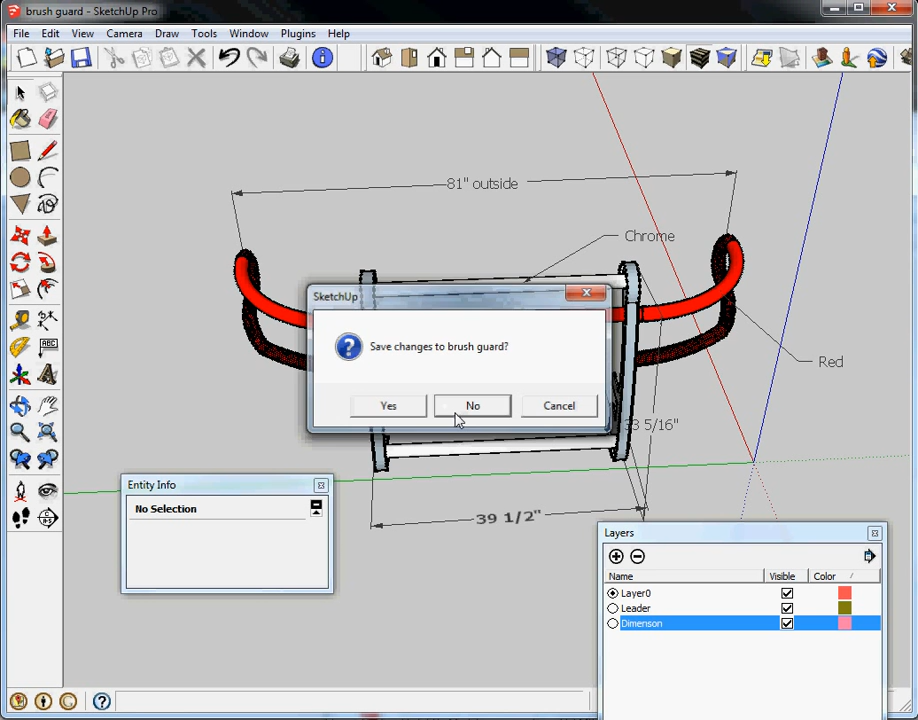 brush guard - SketchUp Pro
File Edit View Camera Draw Tools Window Plugins Help
81" outside
Chrome
SketchUp
Save changes to brush guard?
Red
Yes No Cancel
5/16"
Entity Info
No Selection
39 1/2"
Layers
Name Visible Color
Layer0
Leader
Dimenson